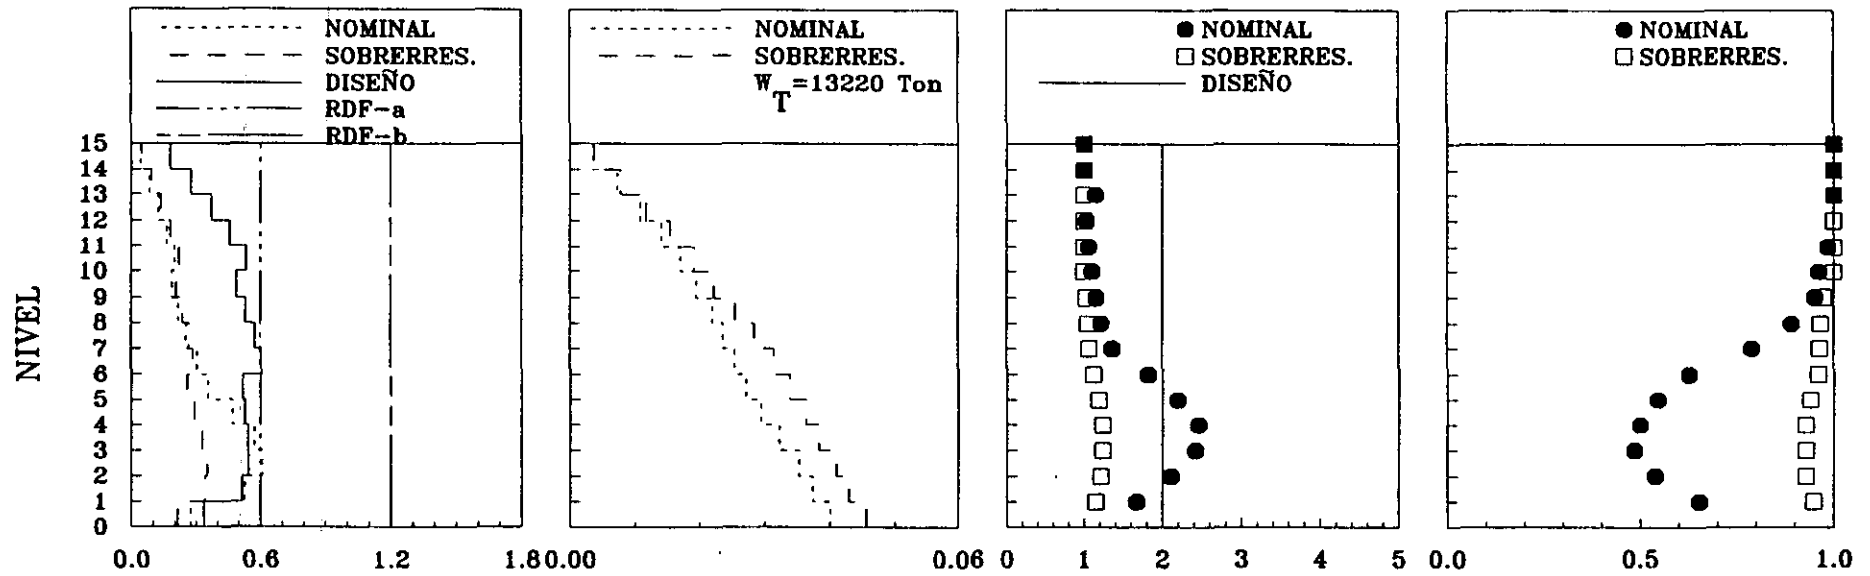 NOMINAL
SOBRERRES.
DISEÑO
RDF-a
RDF-b
NOMINAL
SOBRERRES.
W_T=13220 Ton
NOMINAL
SOBRERRES.
DISEÑO
NOMINAL
SOBRERRES.
NIVEL
15
14
13
12
11
10
9
8
7
6
5
4
3
2
1
0
0.0 0.6 1.2 1.8
0.00 0.06
0 1 2 3 4 5
0.0 0.5 1.0